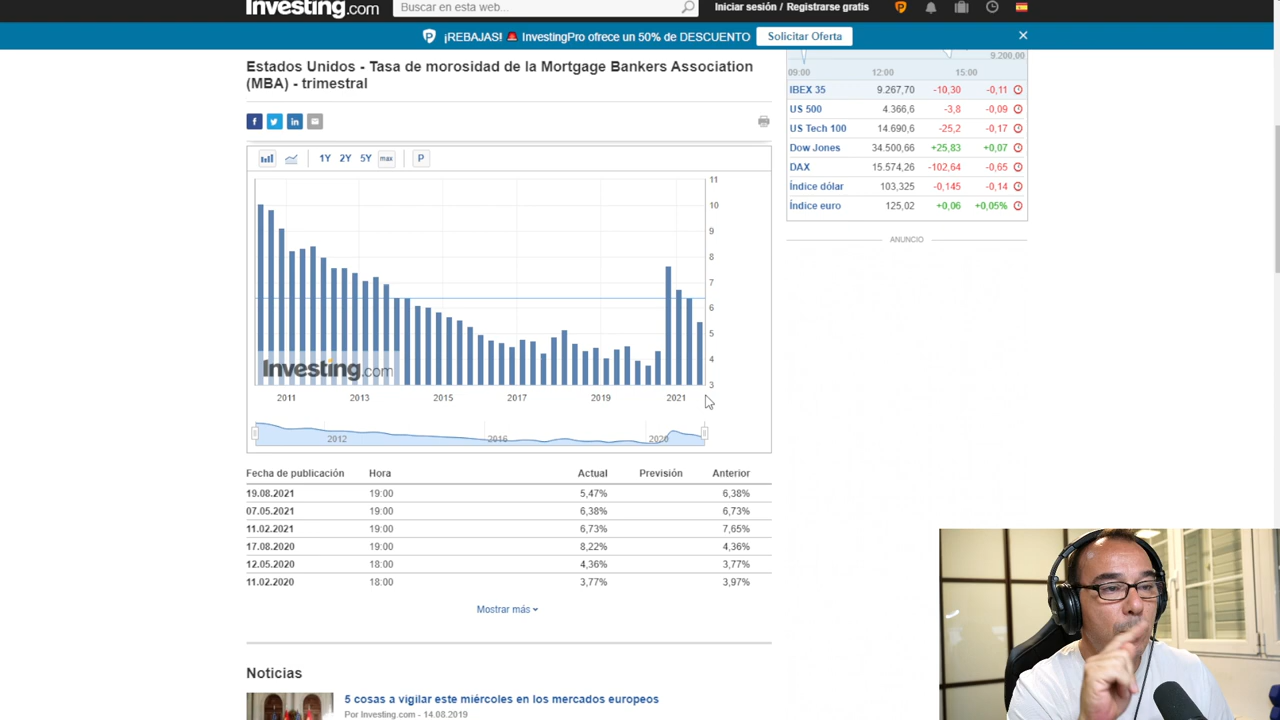 Investing.com
Buscar en esta web...
Iniciar sesión / Registrarse gratis
¡REBAJAS! 🚨 InvestingPro ofrece un 50% de DESCUENTO
Solicitar Oferta
Estados Unidos - Tasa de morosidad de la Mortgage Bankers Association
(MBA) - trimestral
1Y 2Y 5Y max P
11
10
9
8
7
6
5
4
3
Investing.com
2011 2013 2015 2017 2019 2021
2012 2016 2020
Fecha de publicación Hora Actual Previsión Anterior
19.08.2021 19:00 5,47% 6,38%
07.05.2021 19:00 6,38% 6,73%
11.02.2021 19:00 6,73% 7,65%
17.08.2020 19:00 8,22% 4,36%
12.05.2020 18:00 4,36% 3,77%
11.02.2020 18:00 3,77% 3,97%
Mostrar más
Noticias
5 cosas a vigilar este miércoles en los mercados europeos
Por Investing.com - 14.08.2019
9.200,00
09:00 12:00 15:00
IBEX 35 9.267,70 -10,30 -0,11
US 500 4.366,6 -3,8 -0,09
US Tech 100 14.690,6 -25,2 -0,17
Dow Jones 34.500,66 +25,83 +0,07
DAX 15.574,26 -102,64 -0,65
Índice dólar 103,325 -0,145 -0,14
Índice euro 125,02 +0,06 +0,05%
ANUNCIO